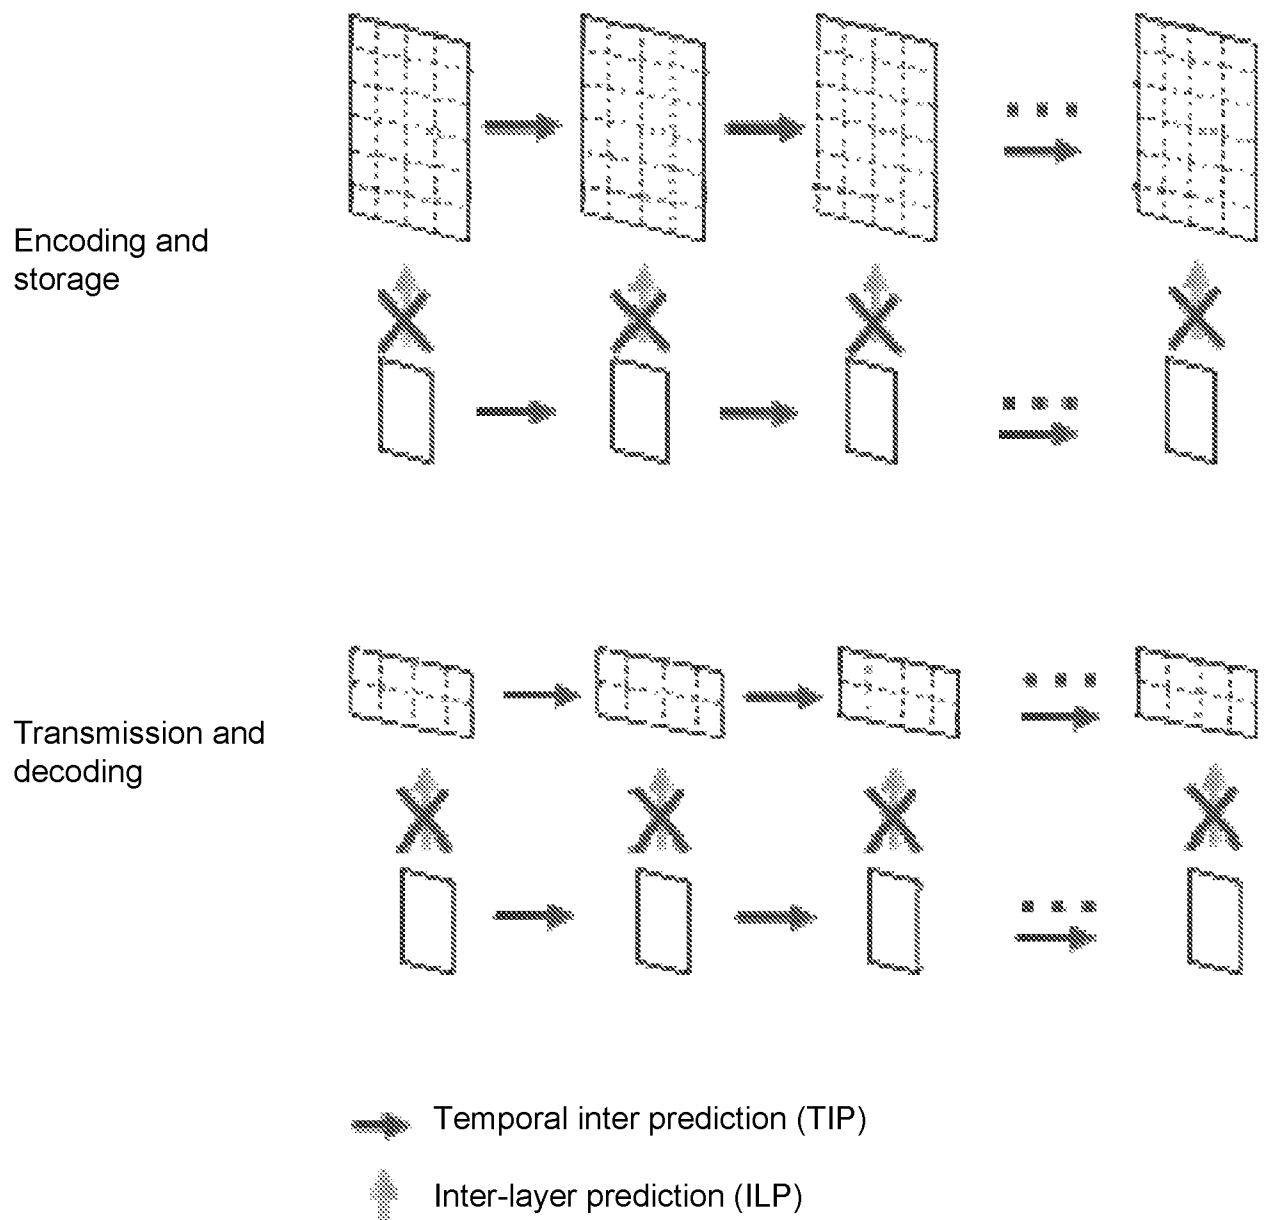 Encoding and
storage
Transmission and
decoding
Temporal inter prediction (TIP)
Inter-layer prediction (ILP)